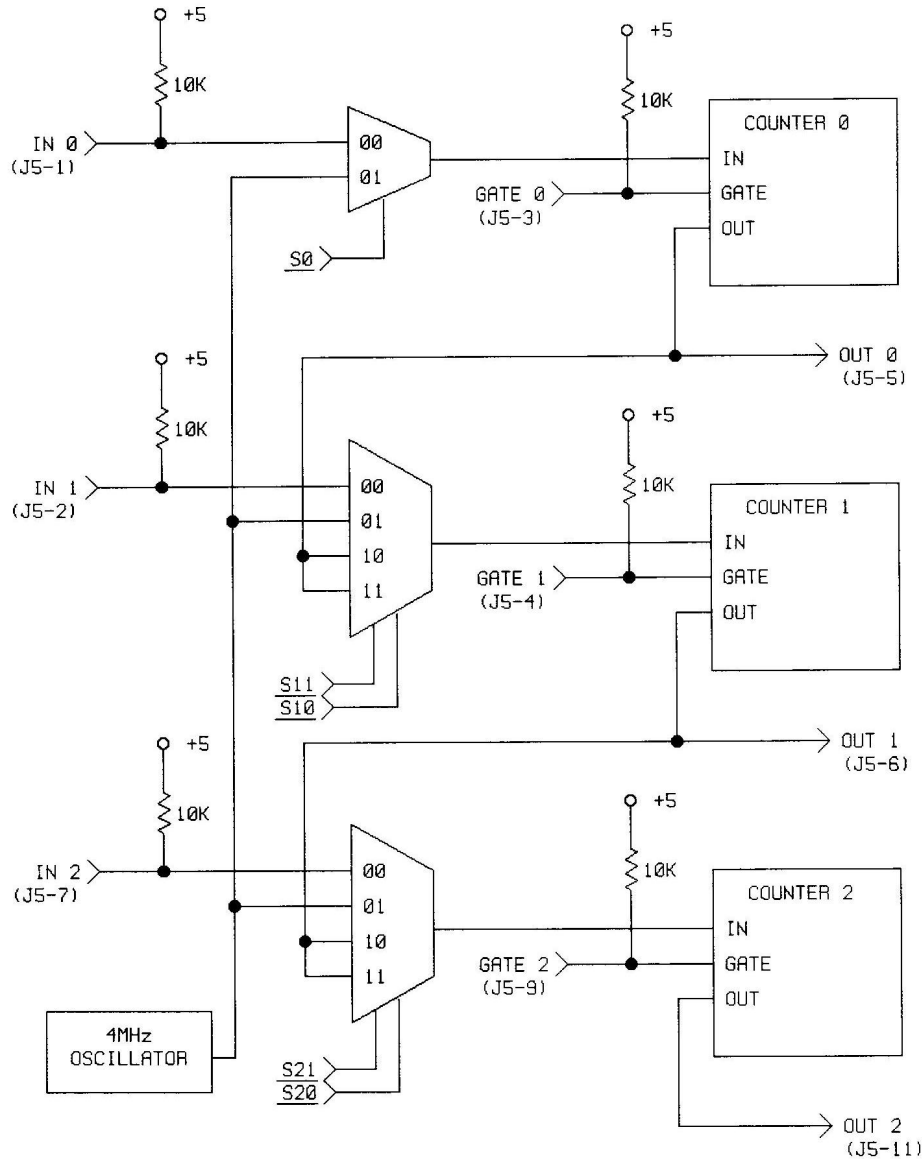 +5
10K
IN 0
(J5-1)
00
01
S0
+5
10K
GATE 0
(J5-3)
COUNTER 0
IN
GATE
OUT
OUT 0
(J5-5)
+5
10K
IN 1
(J5-2)
00
01
10
11
S11
S10
+5
10K
GATE 1
(J5-4)
COUNTER 1
IN
GATE
OUT
OUT 1
(J5-6)
+5
10K
IN 2
(J5-7)
00
01
10
11
S21
S20
+5
10K
GATE 2
(J5-9)
COUNTER 2
IN
GATE
OUT
OUT 2
(J5-11)
4MHz
OSCILLATOR